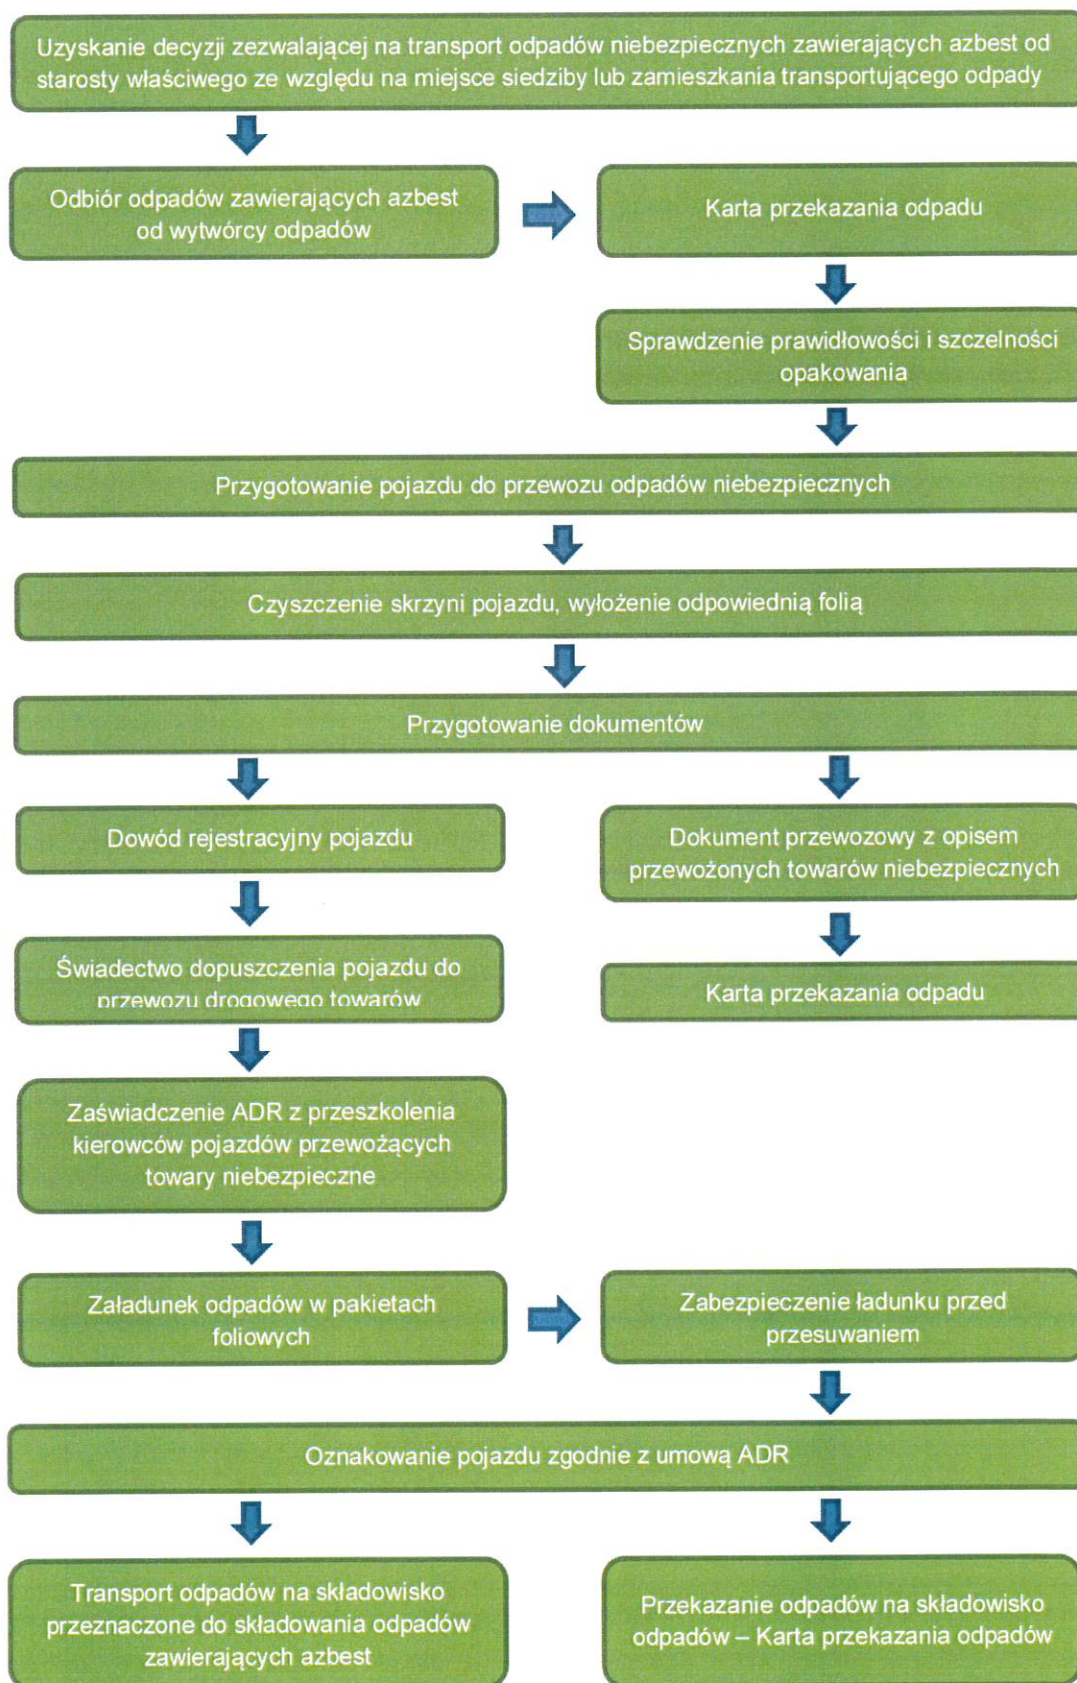 Uzyskanie decyzji zezwalającej na transport odpadów niebezpiecznych zawierających azbest od
starosty właściwego ze względu na miejsce siedziby lub zamieszkania transportującego odpady
Odbiór odpadów zawierających azbest
od wytwórcy odpadów
Karta przekazania odpadu
Sprawdzenie prawidłowości i szczelności
opakowania
Przygotowanie pojazdu do przewozu odpadów niebezpiecznych
Czyszczenie skrzyni pojazdu, wyłożenie odpowiednią folią
Przygotowanie dokumentów
Dowód rejestracyjny pojazdu
Dokument przewozowy z opisem
przewożonych towarów niebezpiecznych
Świadectwo dopuszczenia pojazdu do
przewozu drogowego towarów
Karta przekazania odpadu
Zaświadczenie ADR z przeszkolenia
kierowców pojazdów przewożących
towary niebezpieczne
Załadunek odpadów w pakietach
foliowych
Zabezpieczenie ładunku przed
przesuwaniem
Oznakowanie pojazdu zgodnie z umową ADR
Transport odpadów na składowisko
przeznaczone do składowania odpadów
zawierających azbest
Przekazanie odpadów na składowisko
odpadów – Karta przekazania odpadów